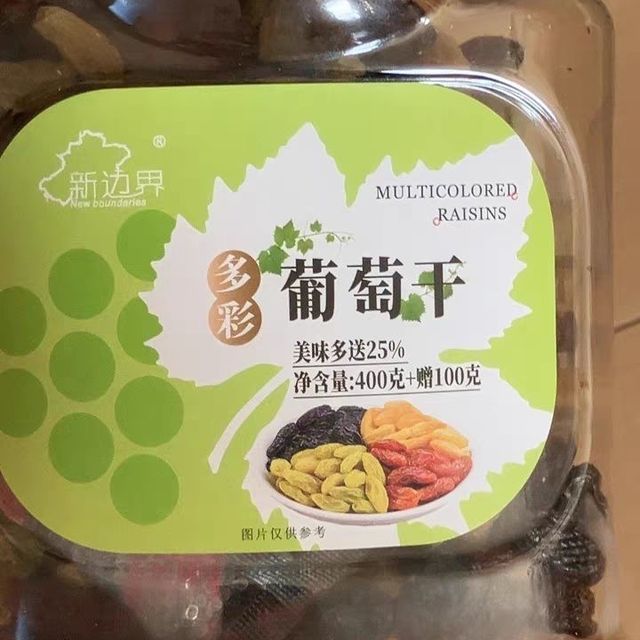 新边界®
New boundaries
MULTICOLORED
RAISINS
多彩
葡萄干
美味多送25%
净含量:400克+赠100克
图片仅供参考